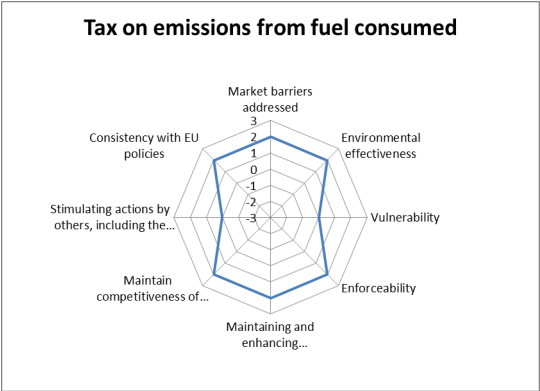 Tax on emissions from fuel consumed
Market barriers
addressed
3
2
1
0
-1
-2
-3
Environmental
effectiveness
Vulnerability
Enforceability
Maintaining and
enhancing...
Maintain
competitiveness of...
Stimulating actions by
others, including the...
Consistency with EU
policies